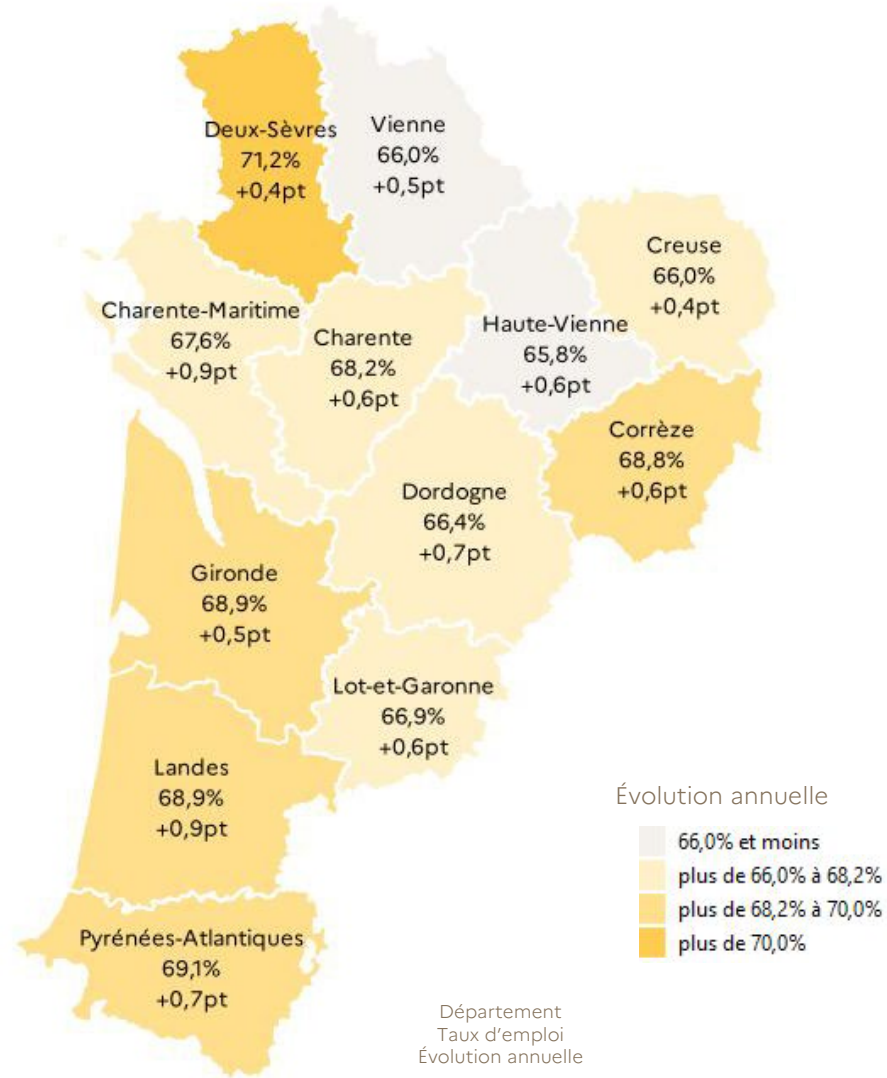 Deux-Sèvres
71,2%
+0,4pt
Vienne
66,0%
+0,5pt
Creuse
66,0%
+0,4pt
Charente-Maritime
67,6%
+0,9pt
Charente
68,2%
+0,6pt
Haute-Vienne
65,8%
+0,6pt
Corrèze
68,8%
+0,6pt
Dordogne
66,4%
+0,7pt
Gironde
68,9%
+0,5pt
Lot-et-Garonne
66,9%
+0,6pt
Landes
68,9%
+0,9pt
Pyrénées-Atlantiques
69,1%
+0,7pt
Évolution annuelle
66,0% et moins
plus de 66,0% à 68,2%
plus de 68,2% à 70,0%
plus de 70,0%
Département
Taux d'emploi
Évolution annuelle